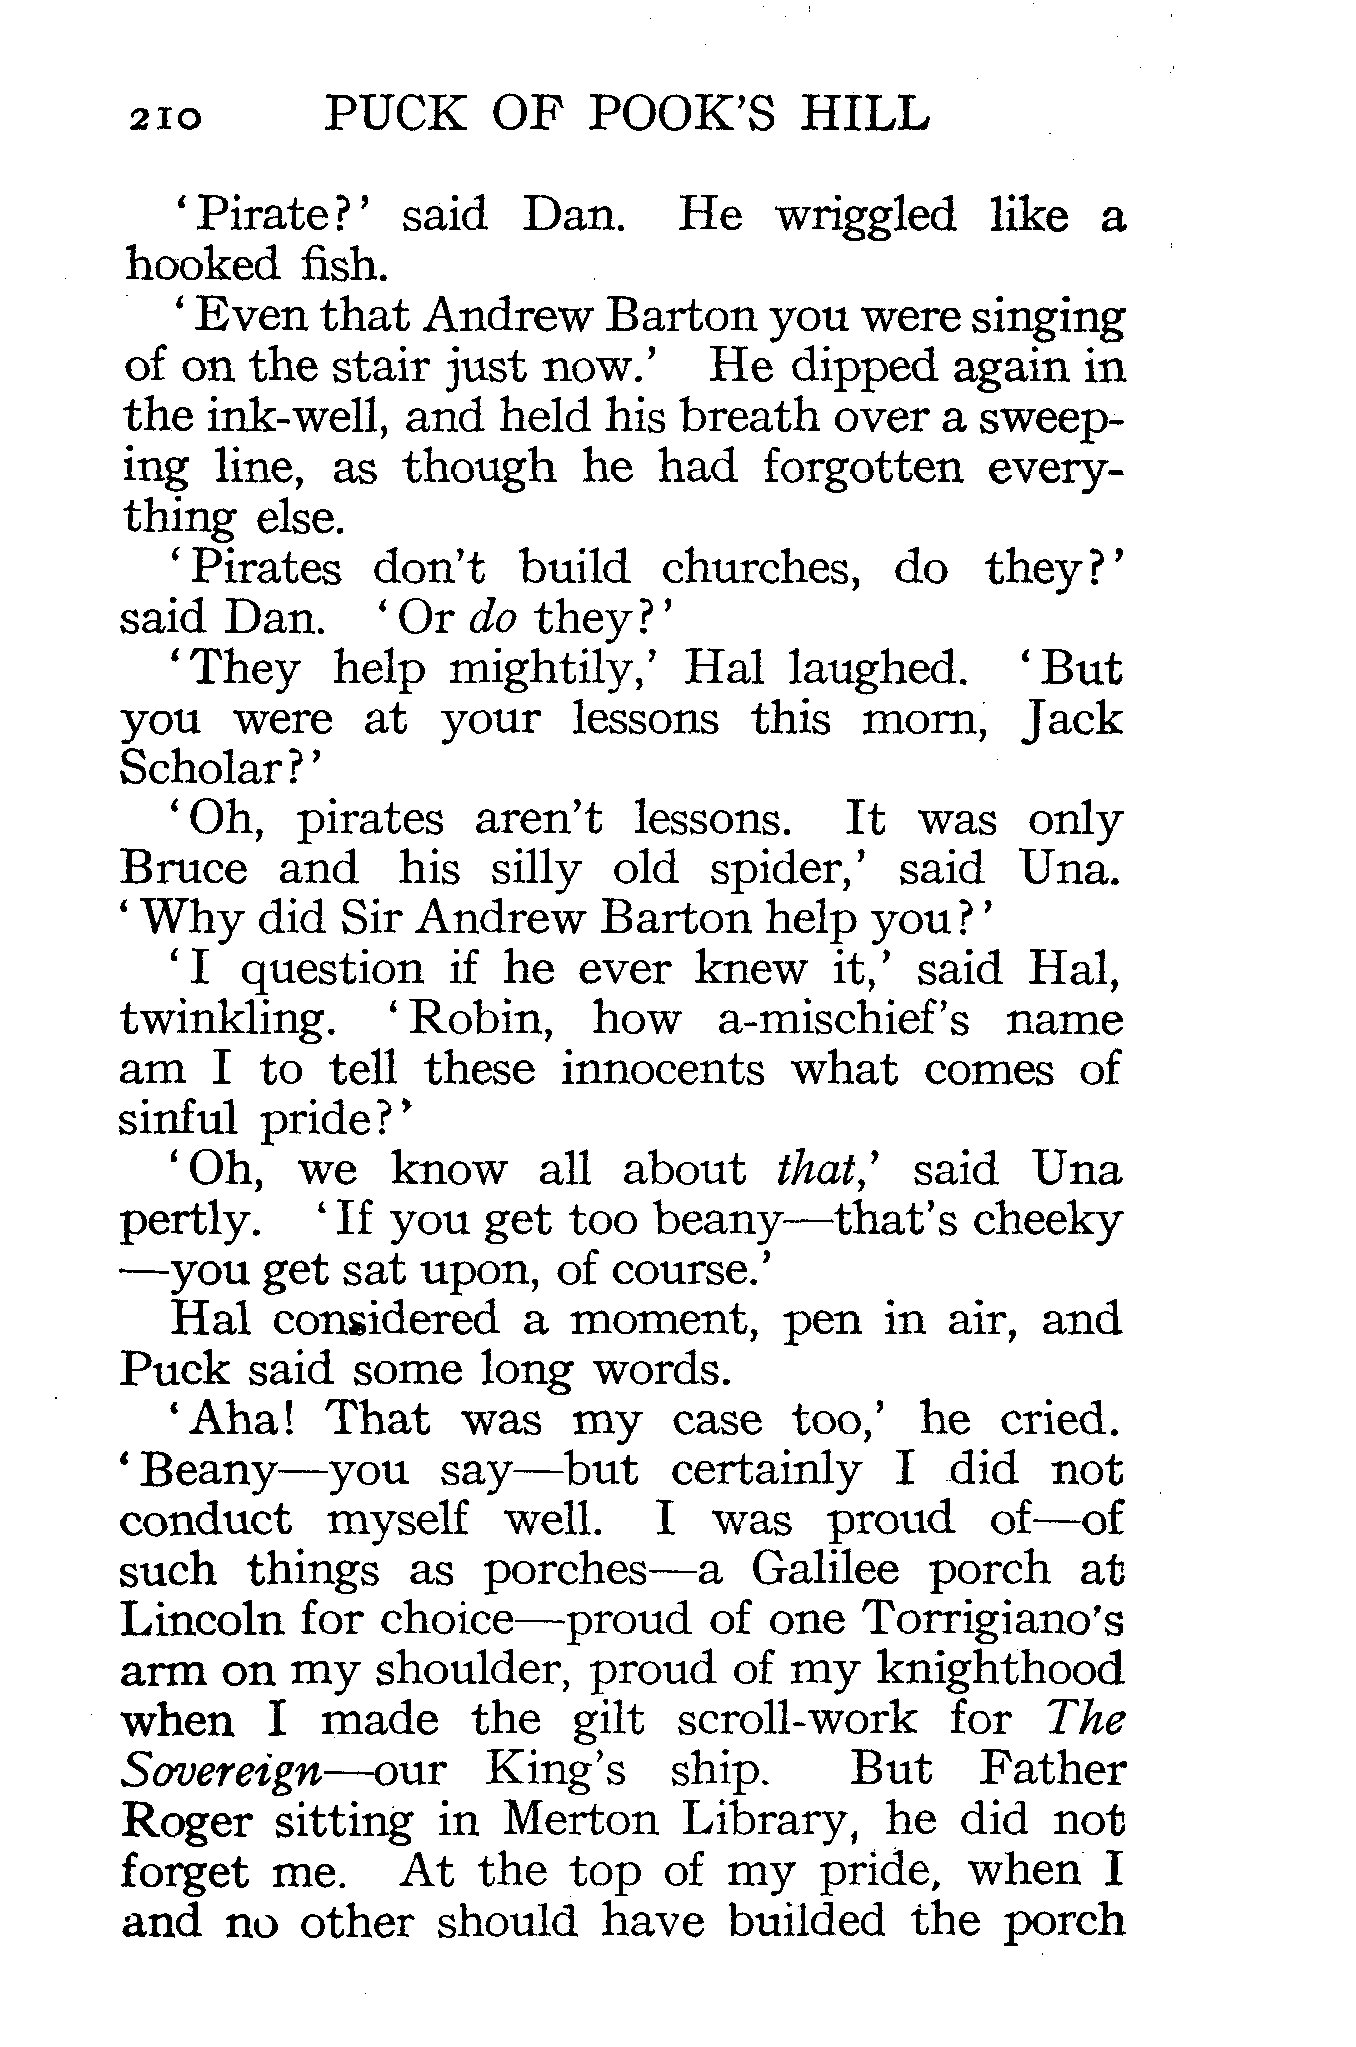 210 PUCK OF POOK'S HILL
'Pirate?' said Dan. He wriggled like a
hooked fish.
'Even that Andrew Barton you were singing
of on the stair just now.' He dipped again in
the ink-well, and held his breath over a sweep-
ing line, as though he had forgotten every-
thing else.
'Pirates don't build churches, do they?'
said Dan. 'Or do they?'
'They help mightily,' Hal laughed. 'But
you were at your lessons this morn, Jack
Scholar?'
'Oh, pirates aren't lessons. It was only
Bruce and his silly old spider,' said Una.
'Why did Sir Andrew Barton help you?'
'I question if he ever knew it,' said Hal,
twinkling. 'Robin, how a-mischief's name
am I to tell these innocents what comes of
sinful pride?'
'Oh, we know all about that,' said Una
pertly. 'If you get too beany—that's cheeky
—you get sat upon, of course.'
Hal considered a moment, pen in air, and
Puck said some long words.
'Aha! That was my case too,' he cried.
'Beany—you say—but certainly I did not
conduct myself well. I was proud of—of
such things as porches—a Galilee porch at
Lincoln for choice—proud of one Torrigiano's
arm on my shoulder, proud of my knighthood
when I made the gilt scroll-work for The
Sovereign—our King's ship. But Father
Roger sitting in Merton Library, he did not
forget me. At the top of my pride, when I
and no other should have builded the porch